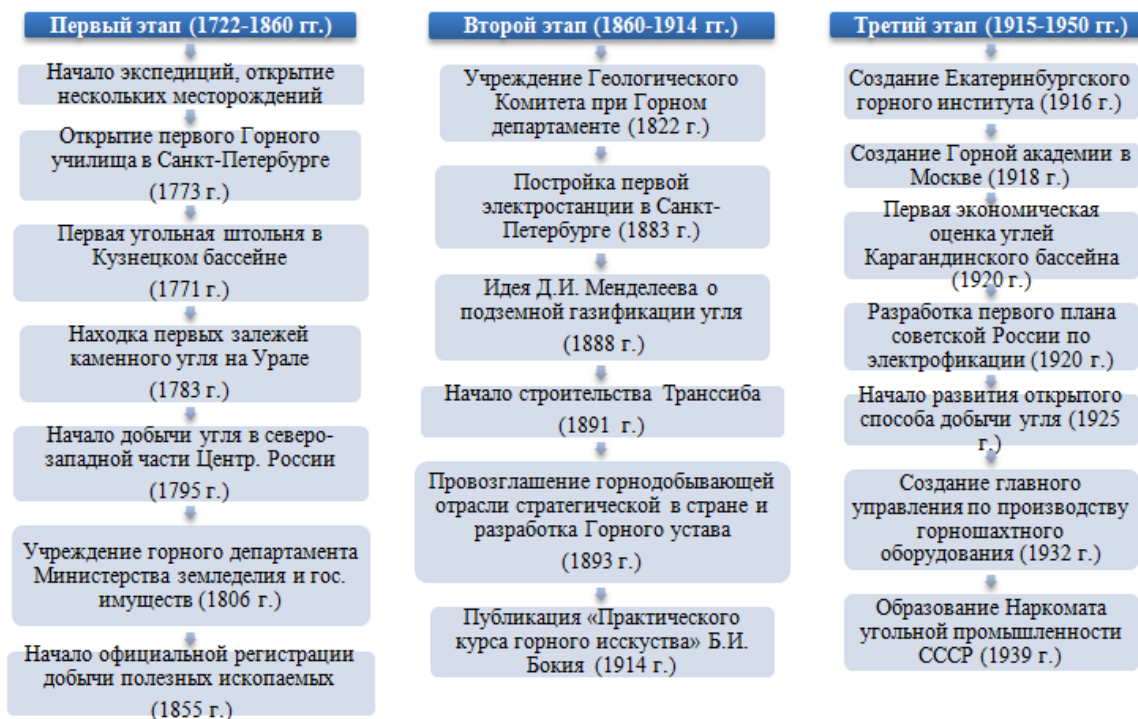 Первый этап (1722-1860 гг.)
Начало экспедиций, открытие
нескольких месторождений
Открытие первого Горного
училища в Санкт-Петербурге
(1773 г.)
Первая угольная штольня в
Кузнецком бассейне
(1771 г.)
Находка первых залежей
каменного угля на Урале
(1783 г.)
Начало добычи угля в северо-
западной части Центр. России
(1795 г.)
Учреждение горного департамента
Министерства земледелия и гос.
имуществ (1806 г.)
Начало официальной регистрации
добычи полезных ископаемых
(1855 г.)
Второй этап (1860-1914 гг.)
Учреждение Геологического
Комитета при Горном
департаменте (1822 г.)
Постройка первой
электростанции в Санкт-
Петербурге (1883 г.)
Идея Д.И. Менделеева о
подземной газификации угля
(1888 г.)
Начало строительства Транссиба
(1891 г.)
Провозглашение горнодобывающей
отрасли стратегической в стране и
разработка Горного устава
(1893 г.)
Публикация «Практического
курса горного исскуства» Б.И.
Бокия (1914 г.)
Третий этап (1915-1950 гг.)
Создание Екатеринбургского
горного института (1916 г.)
Создание Горной академии в
Москве (1918 г.)
Первая экономическая
оценка углей
Карагандинского бассейна
(1920 г.)
Разработка первого плана
советской России по
электрофикации (1920 г.)
Начало развития открытого
способа добычи угля (1925
г.)
Создание главного
управления по производству
горношахтного
оборудования (1932 г.)
Образование Наркомата
угольной промышленности
СССР (1939 г.)